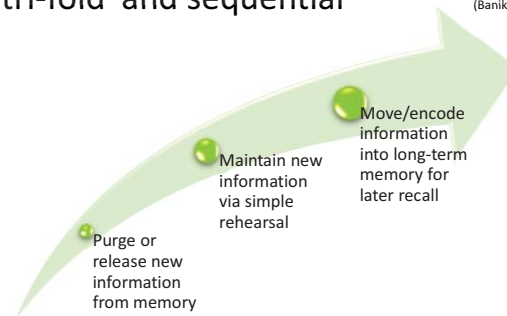 tri-fold and sequential
(Banik
Move/encode
information
into long-term
memory for
later recall
Maintain new
information
via simple
rehearsal
Purge or
release new
information
from memory